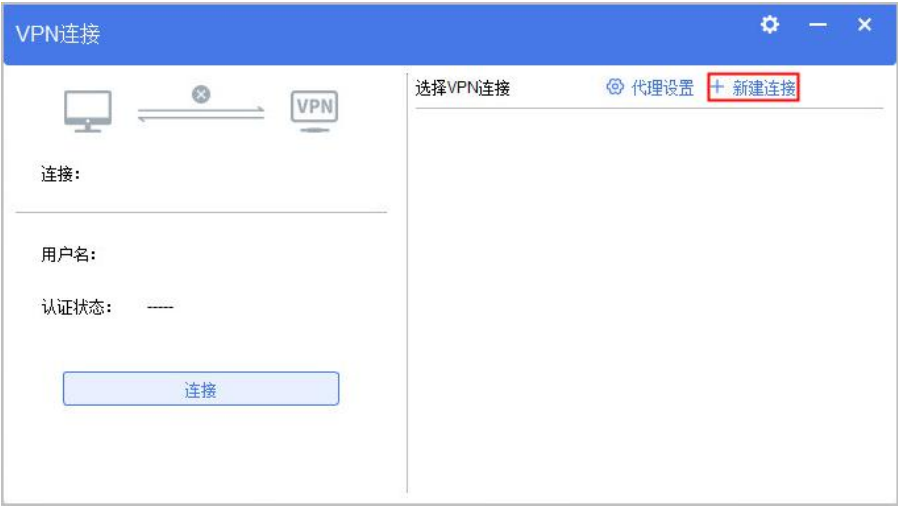 VPN连接
VPN
选择VPN连接 代理设置 + 新建连接
连接：
用户名：
认证状态： -----
连接